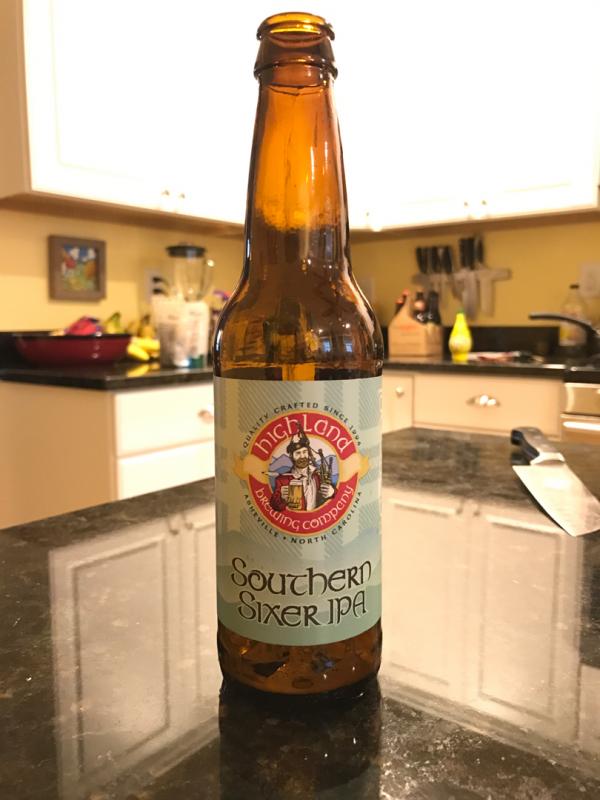 QUALITY CRAFTED SINCE 1994
highland
BREWING COMPANY
ASHEVILLE • NORTH CAROLINA
SOUTHERN
SIXER IPA